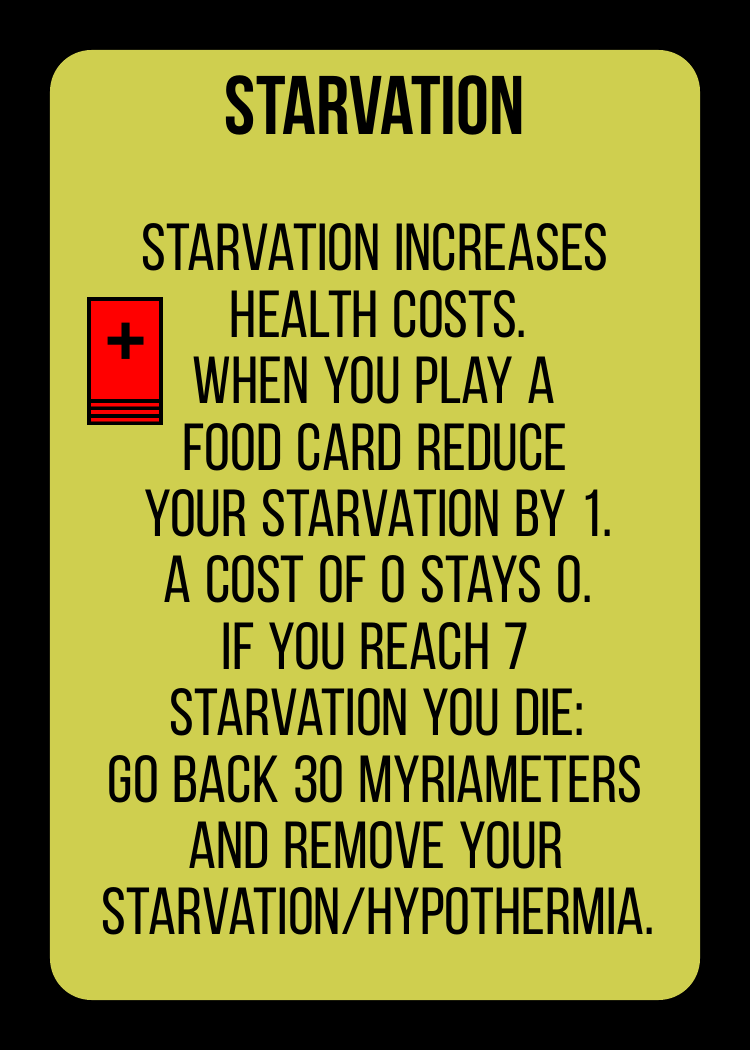 STARVATION
STARVATION INCREASES
HEALTH COSTS.
+
WHEN YOU PLAY A
FOOD CARD REDUCE
YOUR STARVATION BY 1.
A COST OF 0 STAYS 0.
IF YOU REACH 7
STARVATION YOU DIE:
GO BACK 30 MYRIAMETERS
AND REMOVE YOUR
STARVATION/HYPOTHERMIA.